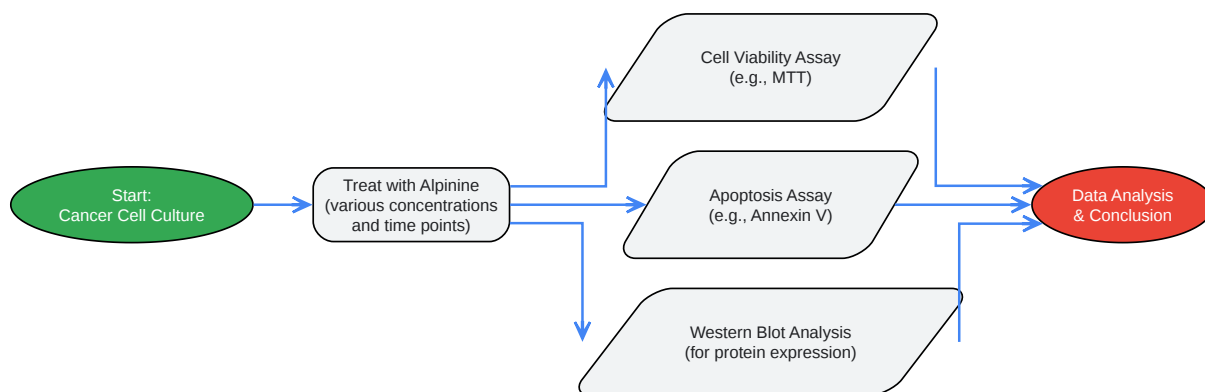 Start:
Cancer Cell Culture
Treat with Alpinine
(various concentrations
and time points)
Cell Viability Assay
(e.g., MTT)
Apoptosis Assay
(e.g., Annexin V)
Western Blot Analysis
(for protein expression)
Data Analysis
& Conclusion